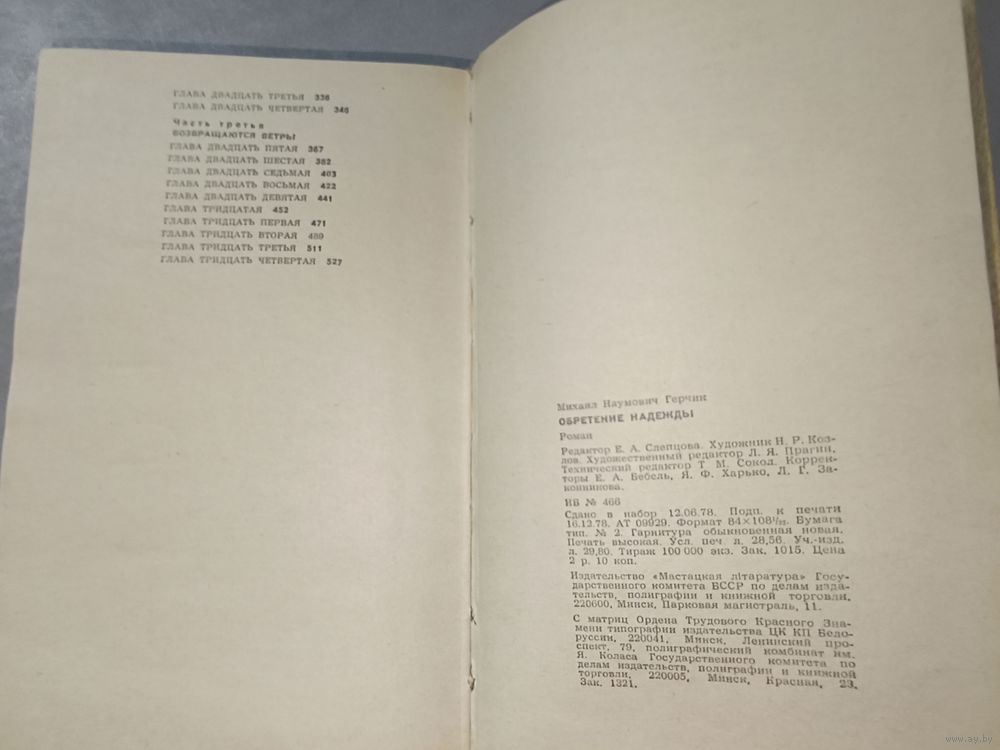 ГЛАВА ДВАДЦАТЬ ТРЕТЬЯ 336
ГЛАВА ДВАДЦАТЬ ЧЕТВЕРТАЯ 348
Часть третья
ВОЗВРАЩАЮТСЯ ВЕТРЫ
ГЛАВА ДВАДЦАТЬ ПЯТАЯ 367
ГЛАВА ДВАДЦАТЬ ШЕСТАЯ 382
ГЛАВА ДВАДЦАТЬ СЕДЬМАЯ 403
ГЛАВА ДВАДЦАТЬ ВОСЬМАЯ 422
ГЛАВА ДВАДЦАТЬ ДЕВЯТАЯ 441
ГЛАВА ТРИДЦАТАЯ 452
ГЛАВА ТРИДЦАТЬ ПЕРВАЯ 471
ГЛАВА ТРИДЦАТЬ ВТОРАЯ 489
ГЛАВА ТРИДЦАТЬ ТРЕТЬЯ 511
ГЛАВА ТРИДЦАТЬ ЧЕТВЕРТАЯ 527
Михаил Наумович Герчик
ОБРЕТЕНИЕ НАДЕЖДЫ
Роман
Редактор Е. А. Слепцова. Художник Н. Р. Коз-
лов. Художественный редактор Л. Я. Прагин.
Технический редактор Т. М. Сокол. Коррек-
торы Е. А. Бебель, Я. Ф. Харько, Л. Г. За-
конникова.
ИБ № 466
Сдано в набор 12.06.78. Подп. к печати
16.12.78. АТ 09929. Формат 84×108¹/₃₂. Бумага
тип. № 2. Гарнитура обыкновенная новая.
Печать высокая. Усл. печ. л. 28,56. Уч.-изд.
л. 29,80. Тираж 100 000 экз. Зак. 1015. Цена
2 р. 10 коп.
Издательство «Мастацкая літаратура» Госу-
дарственного комитета БССР по делам изда-
тельств, полиграфии и книжной торговли.
220600, Минск, Парковая магистраль, 11.
С матриц Ордена Трудового Красного Зна-
мени типографии издательства ЦК КП Бело-
руссии, 220041, Минск, Ленинский про-
спект, 79, полиграфический комбинат им.
Я. Коласа Государственного комитета по
делам издательств, полиграфии и книжной
торговли; 220005, Минск, Красная, 23.
Зак. 1321.
www.ay.by